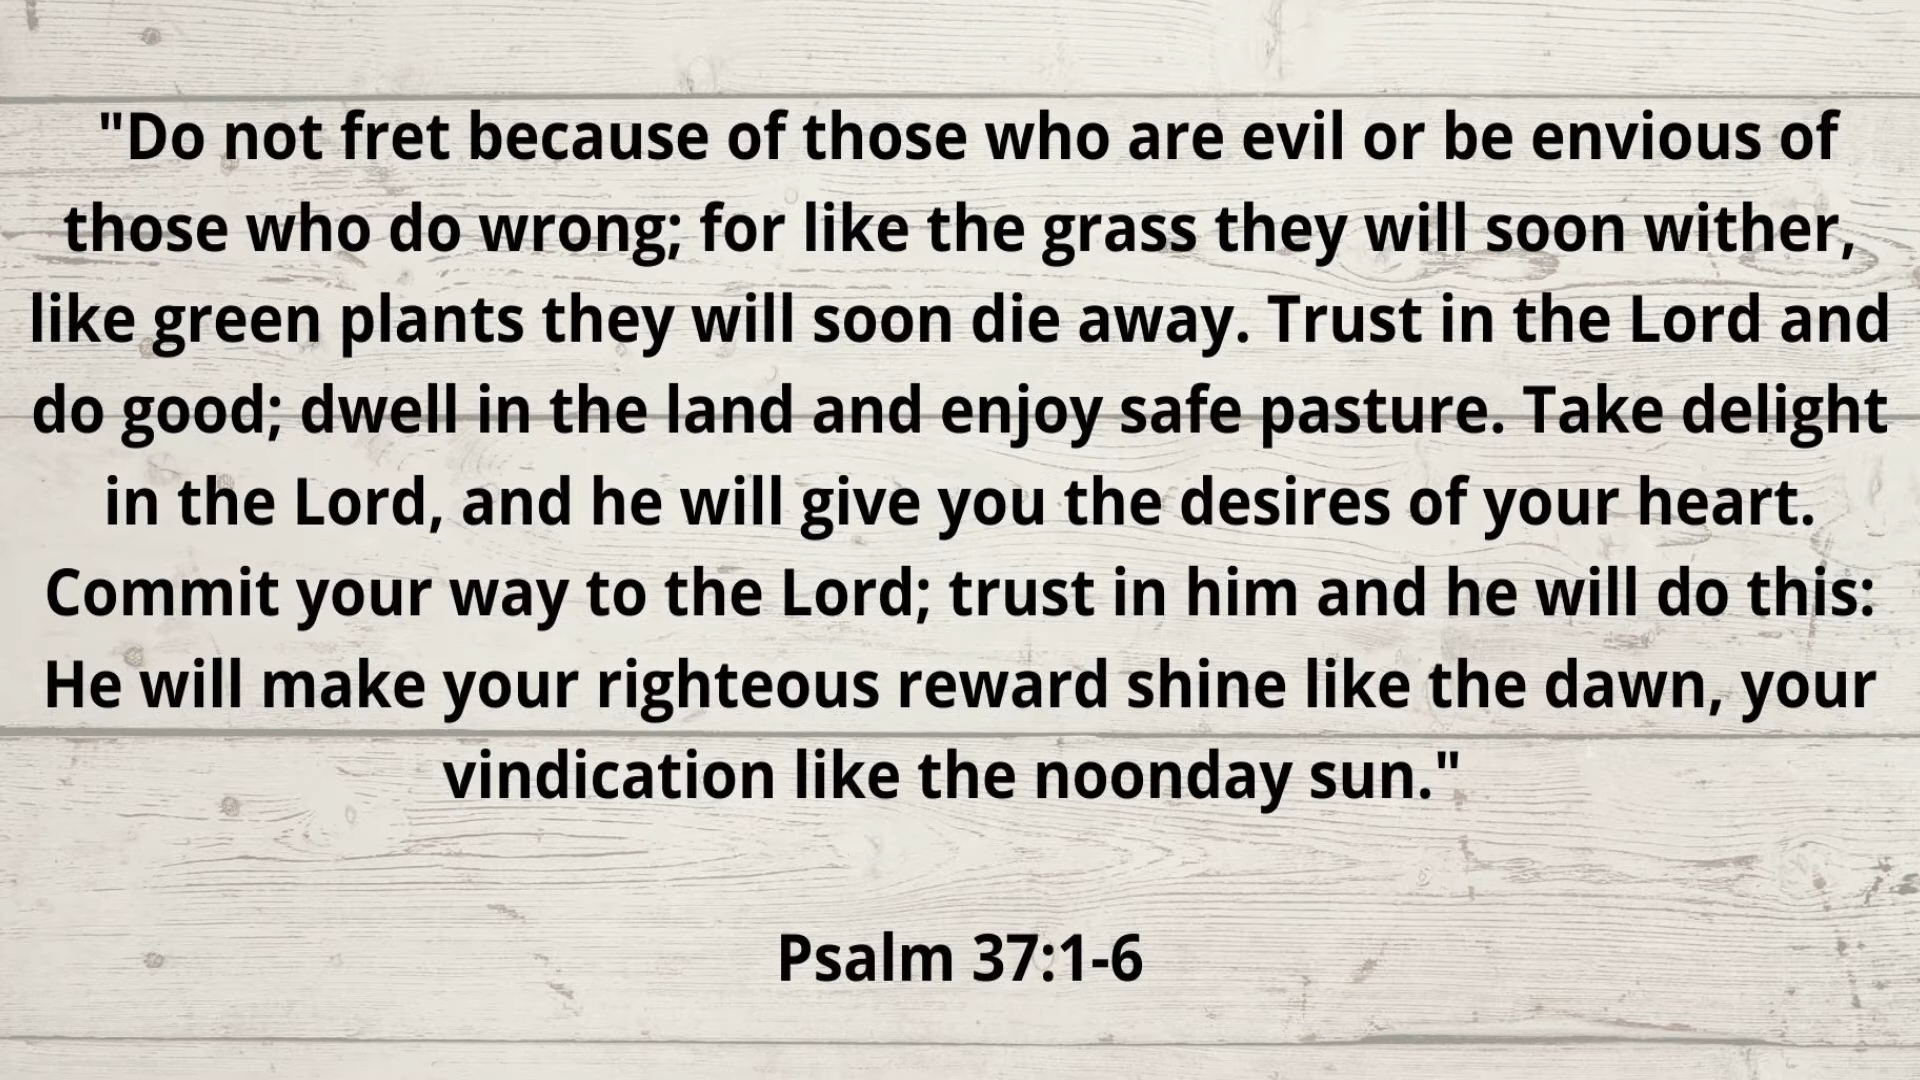 "Do not fret because of those who are evil or be envious of
those who do wrong; for like the grass they will soon wither,
like green plants they will soon die away. Trust in the Lord and
do good; dwell in the land and enjoy safe pasture. Take delight
in the Lord, and he will give you the desires of your heart.
Commit your way to the Lord; trust in him and he will do this:
He will make your righteous reward shine like the dawn, your
vindication like the noonday sun."
Psalm 37:1-6